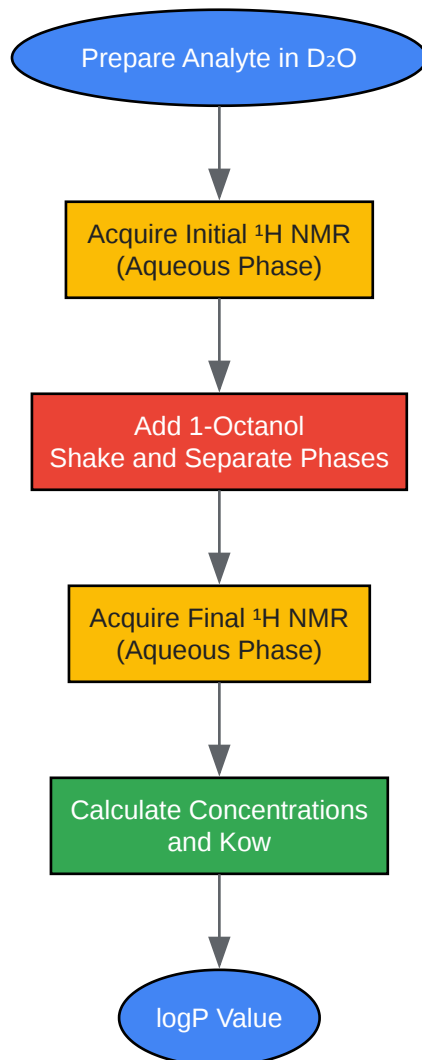 Prepare Analyte in D₂O
Acquire Initial ¹H NMR
(Aqueous Phase)
Add 1-Octanol
Shake and Separate Phases
Acquire Final ¹H NMR
(Aqueous Phase)
Calculate Concentrations
and Kow
logP Value